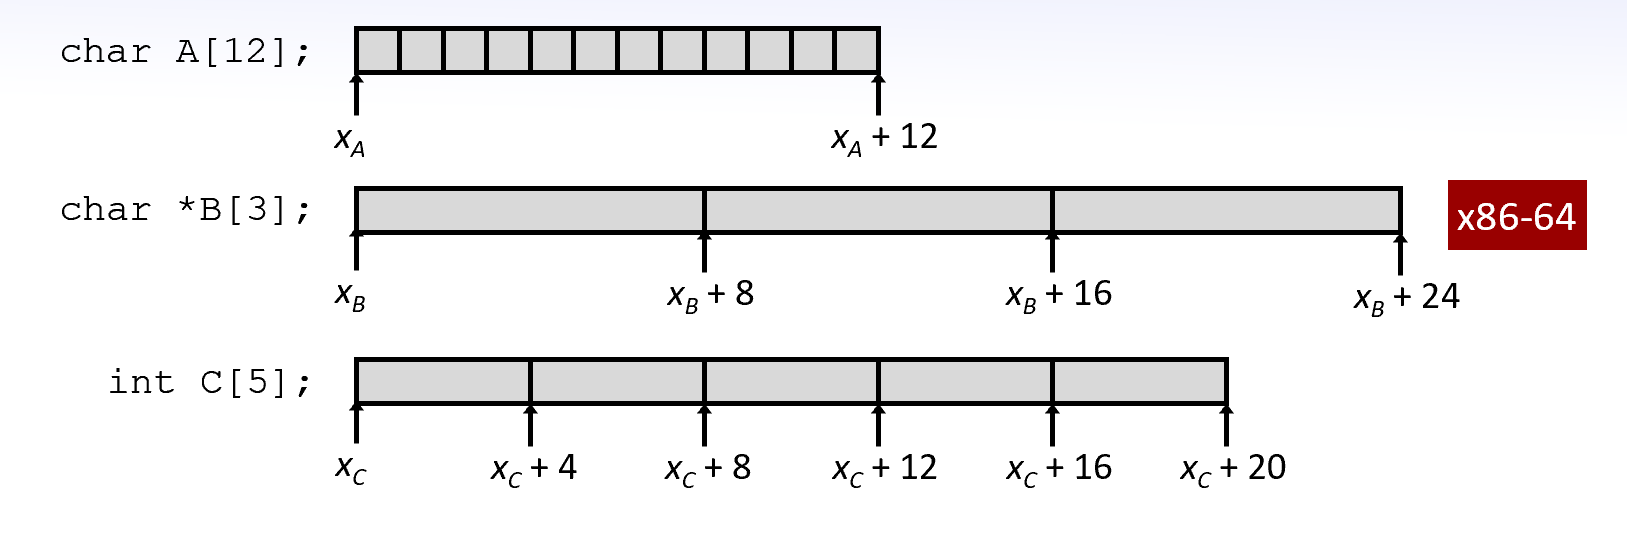 char A[12];
x_A x_A + 12
char *B[3]; x86-64
x_B x_B + 8 x_B + 16 x_B + 24
int C[5];
x_C x_C + 4 x_C + 8 x_C + 12 x_C + 16 x_C + 20